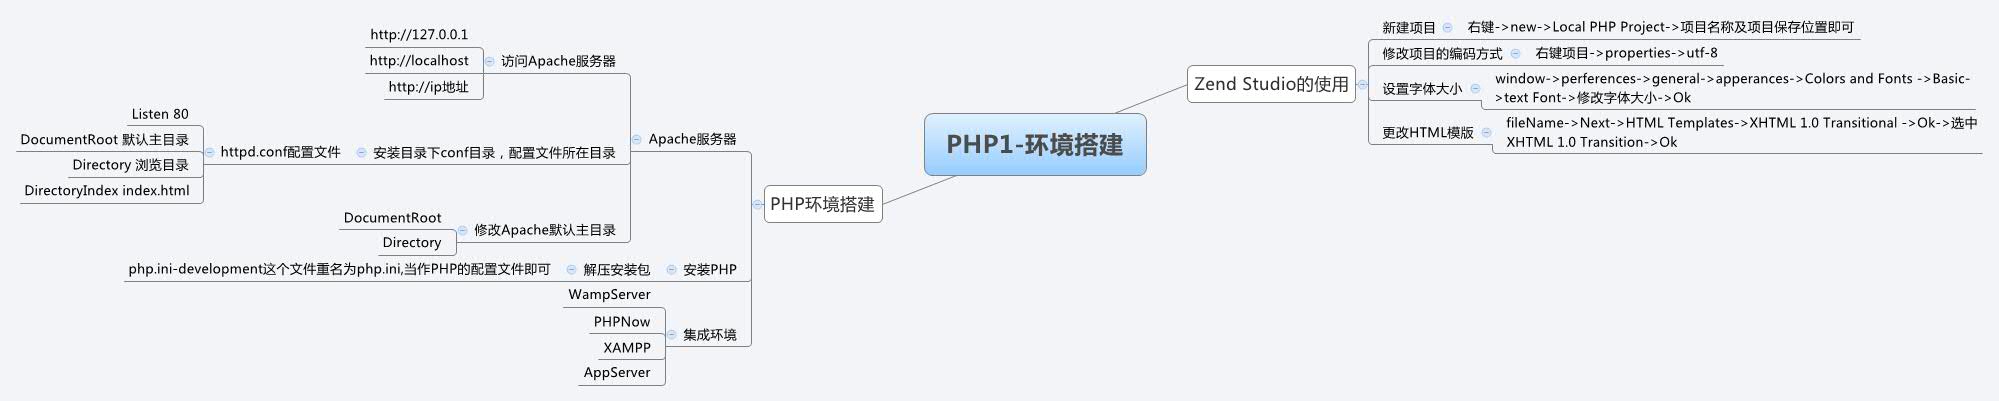 PHP1-环境搭建
Zend Studio的使用
新建项目
右键->new->Local PHP Project->项目名称及项目保存位置即可
修改项目的编码方式
右键项目->properties->utf-8
设置字体大小
window->perferences->general->apperances->Colors and Fonts ->Basic-
>text Font->修改字体大小->Ok
更改HTML模版
fileName->Next->HTML Templates->XHTML 1.0 Transitional ->Ok->选中
XHTML 1.0 Transition->Ok
PHP环境搭建
Apache服务器
访问Apache服务器
http://127.0.0.1
http://localhost
http://ip地址
安装目录下conf目录，配置文件所在目录
httpd.conf配置文件
Listen 80
DocumentRoot 默认主目录
Directory 浏览目录
DirectoryIndex index.html
修改Apache默认主目录
DocumentRoot
Directory
安装PHP
解压安装包
php.ini-development这个文件重名为php.ini,当作PHP的配置文件即可
集成环境
WampServer
PHPNow
XAMPP
AppServer